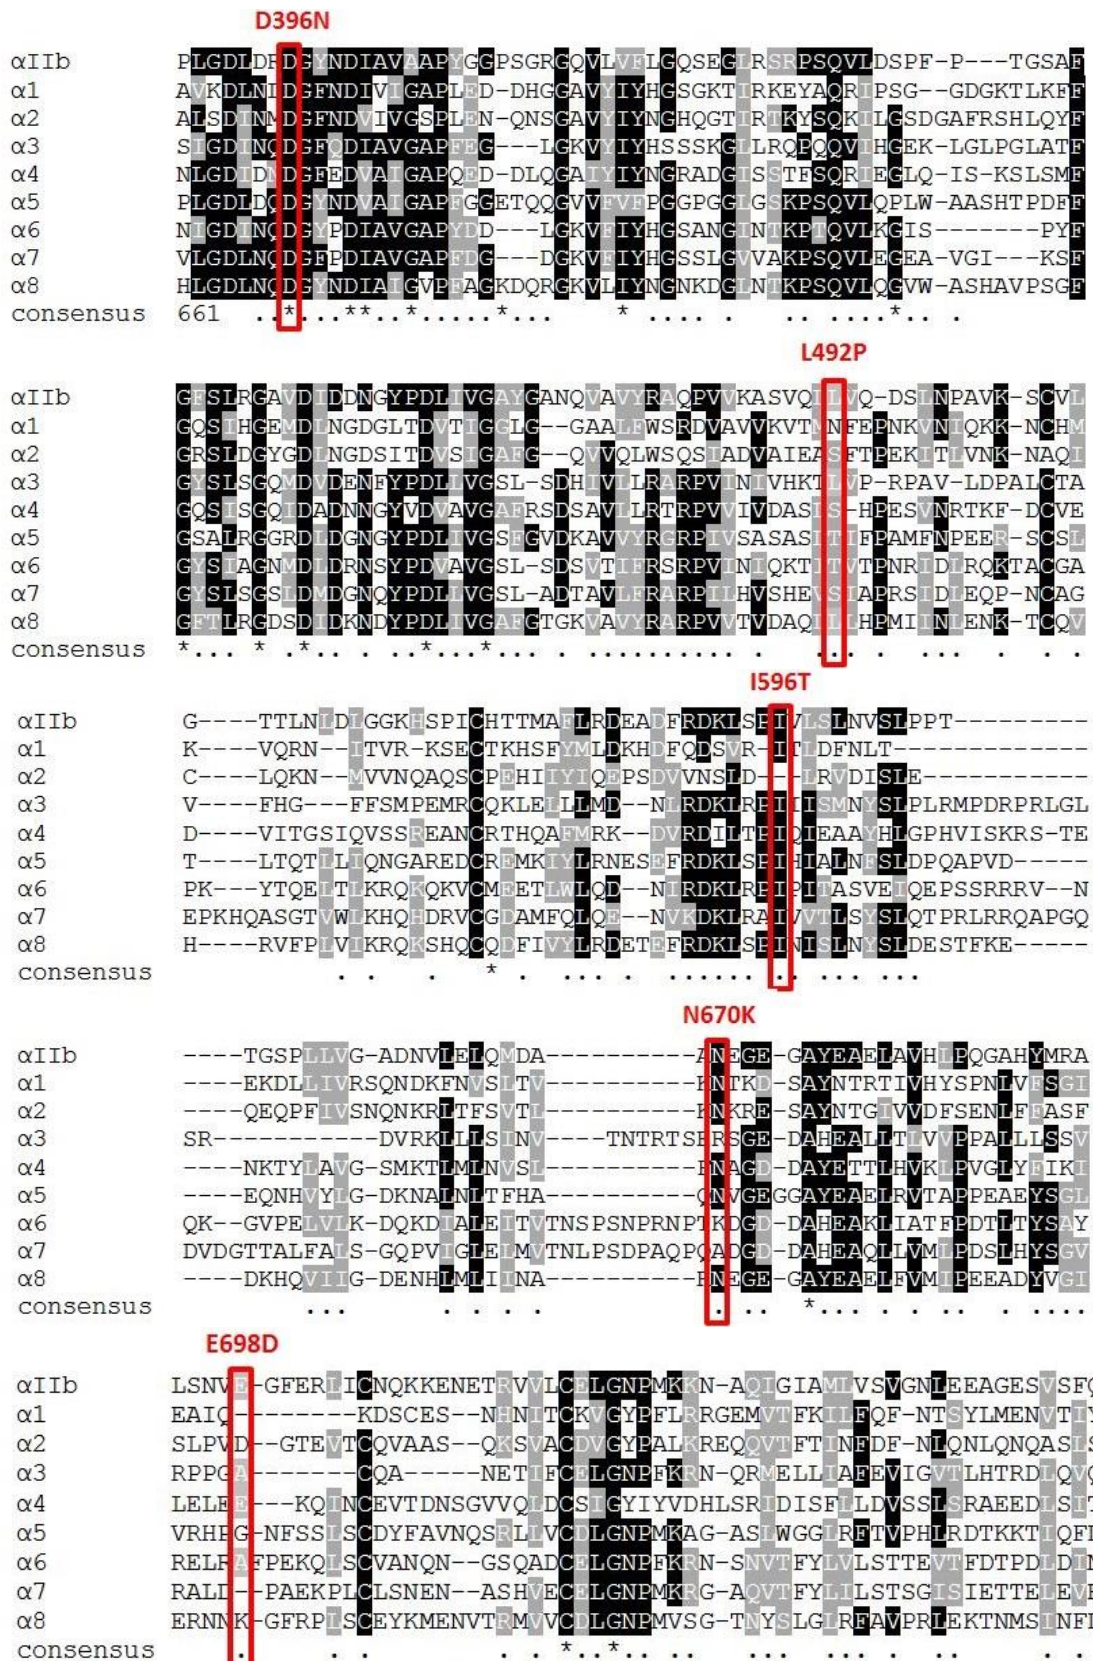 D396N
αIIb PLGDLDRDGYNDIAVAAPYGGPSGRGQVLVFLGQSEGLRSRPSQVLDSPF-P---TGSAF
α1 AVKDLNIDGFNDIVIGAPLED-DHGGAVYIYHGSGKTIRKEYAQRIPSG--GDGKTLKFF
α2 ALSDINMDGFNDVIVGSPLEN-QNSGAVYIYNGHQGTIRTKYSQKILGSDGAFRSHLQYF
α3 SIGDINQDGFQDIAVGAPFEG---LGKVYIYHSSSKGLLRQPQQVIHGEK-LGLPGLATF
α4 NLGDIDNDGFEDVAIGAPQED-DLQGAIYIYNGRADGISSTFSQRIEGLQ-IS-KSLSMF
α5 PLGDLDQDGYNDVAIGAPFGGETQQGVVFVFPGGPGGLGSKPSQVLQPLW-AASHTPDFF
α6 NIGDINQDGYPDIAVGAPYDD---LGKVFIYHGSANGINTKPTQVLKGIS------PYF
α7 VLGDLNQDGFPDIAVGAPFDG---DGKVFIYHGSSLGVVAKPSQVLEGEA-VGI---KSF
α8 HLGDLNQDGYNDIAIGVPFAGKDQRGKVLIYNGNKDGLNTKPSQVLQGVW-ASHAVPSGF
consensus 661 ..*...**.*.....*... * .... .. ....*.. .
L492P
αIIb GFSLRGAVDIDDNGYPDLIVGAYGANQVAVYRAQPVVKASVQLLVQ-DSLNPAVK-SCVL
α1 GQSIHGEMDLNGDGLTDVTIGGLG--GAALFWSRDVAVVKVTMNFEPNKVNIQKK-NCHM
α2 GRSLDGYGDLNGDSITDVSIGAFG--QVVQLWSQSIADVAIEASFTPEKITLVNK-NAQI
α3 GYSLSGQMDVDENFYPDLLVGSL-SDHIVLLRARPVINIVHKTLVP-RPAV-LDPALCTA
α4 GQSISGQIDADNNGYVDVAVGAFRSDSAVLLRTRPVVIVDASLS-HPESVNRTKF-DCVE
α5 GSALRGGRDLDGNGYPDLIVGSFGVDKAVVYRGRPIVSASASLTIFPAMFNPEER-SCSL
α6 GYSIAGNMDLDRNSYPDVAVGSL-SDSVTIFRSRPVINIQKTITVTPNRIDLRQKTACGA
α7 GYSLSGSLDMDGNQYPDLLVGSL-ADTAVLFRARPILHVSHEVSIAPRSIDLEQP-NCAG
α8 GFTLRGDSDIDKNDYPDLIVGAFGTGKVAVYRARPVVTVDAQLLLHPMIINLENK-TCQV
consensus *... * .*.. . ...*...*... . .............. .... ... . . .
I596T
αIIb G----TTLNLDLGGKHSPICHTTMAFLRDEADFRDKLSPIVLSLNVSLPPT----------
α1 K----VQRN--ITVR-KSECTKHSFYMLDKHDFQDSVR-ITLDFNLT-------------
α2 C----LQKN--MVVNQAQSCPEHIIYIQEPSDVVNSLD---LRVDISLE-----------
α3 V----FHG---FFSMPEMRCQKLELLLMD--NLRDKLRPIIISMNYSLPLRMPDRPRLGL
α4 D----VITGSIQVSSREANCRTHQAFMRK--DVRDILTPIQIEAAYHLGPHVISKRS-TE
α5 T----LTQTLLIQNGAREDCREMKIYLRNESEFRDKLSPIHIALNFSLDPQAPVD-----
α6 PK---YTQELTLKRQKQKVCMEETLWLQD--NIRDKLRPIPITASVEIQEPSSRRRV--N
α7 EPKHQASGTVWLKHQHDRVCGDAMFQLQE--NVKDKLRAIVVTLSYSLQTPRLRRQAPGQ
α8 H----RVFPLVIKRQKSHQCQDFIVYLRDETEFRDKLSPINISLNYSLDESTFKE-----
consensus . . . * . ... . ...... .. ...
N670K
αIIb ----TGSPLLVG-ADNVLELQMDA----------ANEGE-GAYEAELAVHLPQGAHYMRA
α1 ----EKDLLIVRSQNDKFNVSLTV----------KNTKD-SAYNTRTIVHYSPNLVFSGI
α2 ----QEQPFIVSNQNKRLTFSVTL----------KNKRE-SAYNTGIVVDFSENLFFASF
α3 SR----------DVRKLLLSINV----TNTRTSERSGE-DAHEALLTLVVPPALLLSSV
α4 ----NKTYLAVG-SMKTLMLNVSL----------FNAGD-DAYETTLHVKLPVGLYFIKI
α5 ----EQNHVYLG-DKNALNLTFHA----------QNVGEGGAYEAELRVTAPPEAEYSGL
α6 QK--GVPELVLK-DQKDIALEITVTNSPSNPRNPTKDGD-DAHEAKLIATFPDTLTYSAY
α7 DVDGTTALFALS-GQPVIGLELMVTNLPSDPAQPQADGD-DAHEAQLLVMLPDSLHYSGV
α8 ----DKHQVIIG-DENHLMLIINA----------RNEGE-GAYEAELFVMIPEEADYVGI
consensus ... . . . . . .. *... . .. . ....
E698D
αIIb LSNVE-GFERLICNQKKENETRVVLCELGNPMKKN-AQIGIAMLVSVGNLEEAGESVSFQ
α1 EAIQ--------KDSCES--NHNITCKVGYPFLRRGEMVTFKILFQF-NTSYLMENVTIY
α2 SLPVD--GTEVTCQVAAS--QKSVACDVGYPALKREQQVTFTINFDF-NLQNLQNQASLS
α3 RPPGA-------CQA----NETIFCELGNPFKRN-QRMELLIAFEVIGVTLHTRDLQVQ
α4 LELEE---KQINCEVTDNSGVVQLDCSIGYIYVDHLSRIDISFLLDVSSLSRAEEDLSIT
α5 VRHPG-NFSSLSCDYFAVNQSRLLVCDLGNPMKAG-ASLWGGLRFTVPHLRDTKKTIQFD
α6 RELRAFPEKQLSCVANQN--GSQADCELGNPFKRN-SNVTFYLVLSTTEVTFDTPDLDIN
α7 RALD--PAEKPLCLSNEN--ASHVECELGNPMKRG-AQVTFYLILSTSGISIETTELEV
α8 ERNNK-GFRPLSCEYKMENVTRMVVCDLGNPMVSG-TNYSLGLRFAVPRLEKTNMSINFD
consensus . . . . . . *..*... .. ... . .. . . .